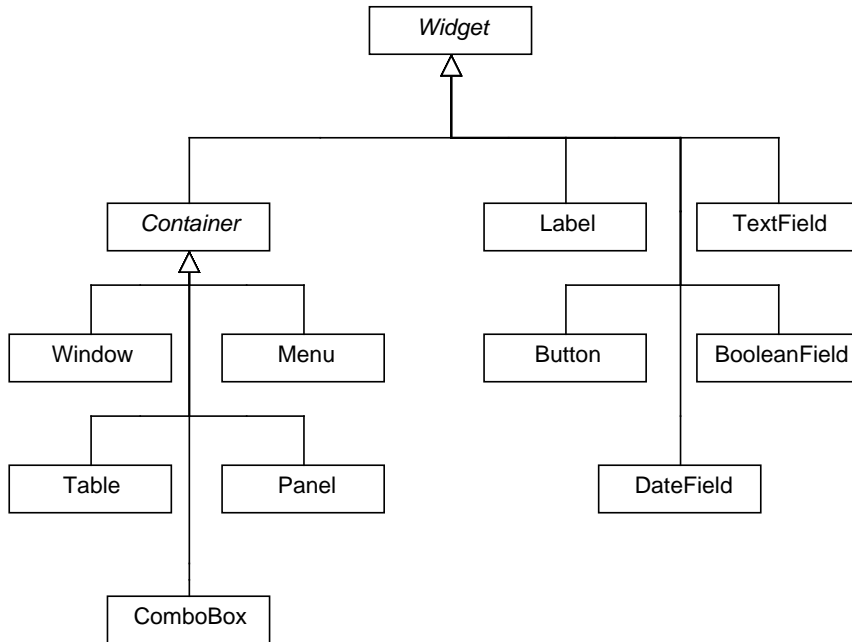 Widget
Container
Label
TextField
Window
Menu
Button
BooleanField
Table
Panel
DateField
ComboBox